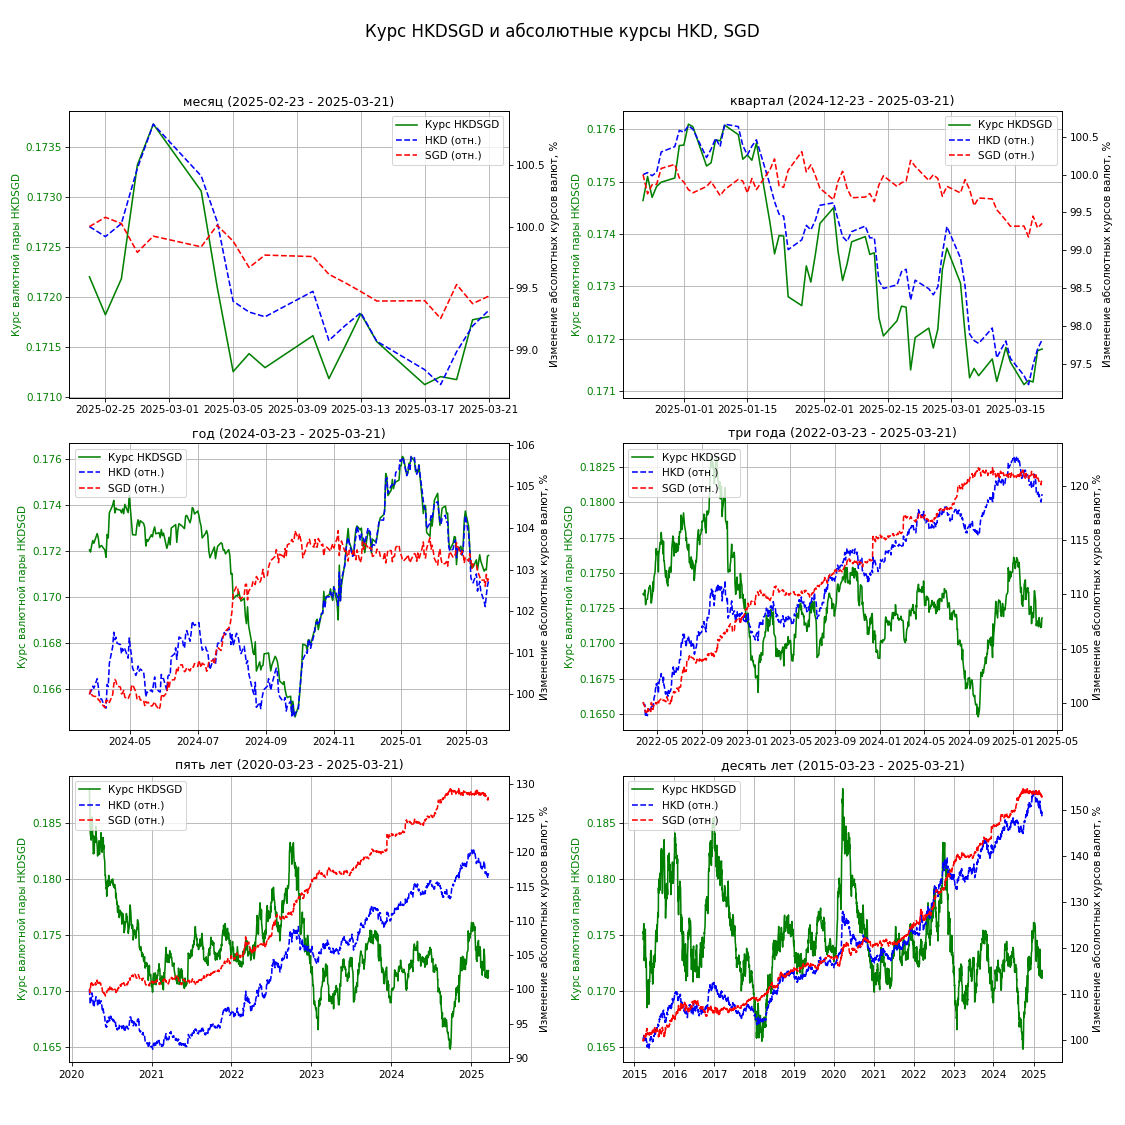 Курс HKDSGD и абсолютные курсы HKD, SGD
месяц (2025-02-23 - 2025-03-21)
Курс HKDSGD
HKD (отн.)
SGD (отн.)
Курс валютной пары HKDSGD
Изменение абсолютных курсов валют, %
0.1735
0.1730
0.1725
0.1720
0.1715
0.1710
100.5
100.0
99.5
99.0
2025-02-25 2025-03-01 2025-03-05 2025-03-09 2025-03-13 2025-03-17 2025-03-21
квартал (2024-12-23 - 2025-03-21)
Курс HKDSGD
HKD (отн.)
SGD (отн.)
Курс валютной пары HKDSGD
Изменение абсолютных курсов валют, %
0.176
0.175
0.174
0.173
0.172
0.171
100.5
100.0
99.5
99.0
98.5
98.0
97.5
2025-01-01 2025-01-15 2025-02-01 2025-02-15 2025-03-01 2025-03-15
год (2024-03-23 - 2025-03-21)
Курс HKDSGD
HKD (отн.)
SGD (отн.)
Курс валютной пары HKDSGD
Изменение абсолютных курсов валют, %
0.176
0.174
0.172
0.170
0.168
0.166
106
105
104
103
102
101
100
2024-05 2024-07 2024-09 2024-11 2025-01 2025-03
три года (2022-03-23 - 2025-03-21)
Курс HKDSGD
HKD (отн.)
SGD (отн.)
Курс валютной пары HKDSGD
Изменение абсолютных курсов валют, %
0.1825
0.1800
0.1775
0.1750
0.1725
0.1700
0.1675
0.1650
120
115
110
105
100
2022-05 2022-09 2023-01 2023-05 2023-09 2024-01 2024-05 2024-09 2025-01 2025-05
пять лет (2020-03-23 - 2025-03-21)
Курс HKDSGD
HKD (отн.)
SGD (отн.)
Курс валютной пары HKDSGD
Изменение абсолютных курсов валют, %
0.185
0.180
0.175
0.170
0.165
130
125
120
115
110
105
100
95
90
2020 2021 2022 2023 2024 2025
десять лет (2015-03-23 - 2025-03-21)
Курс HKDSGD
HKD (отн.)
SGD (отн.)
Курс валютной пары HKDSGD
Изменение абсолютных курсов валют, %
0.185
0.180
0.175
0.170
0.165
150
140
130
120
110
100
2015 2016 2017 2018 2019 2020 2021 2022 2023 2024 2025